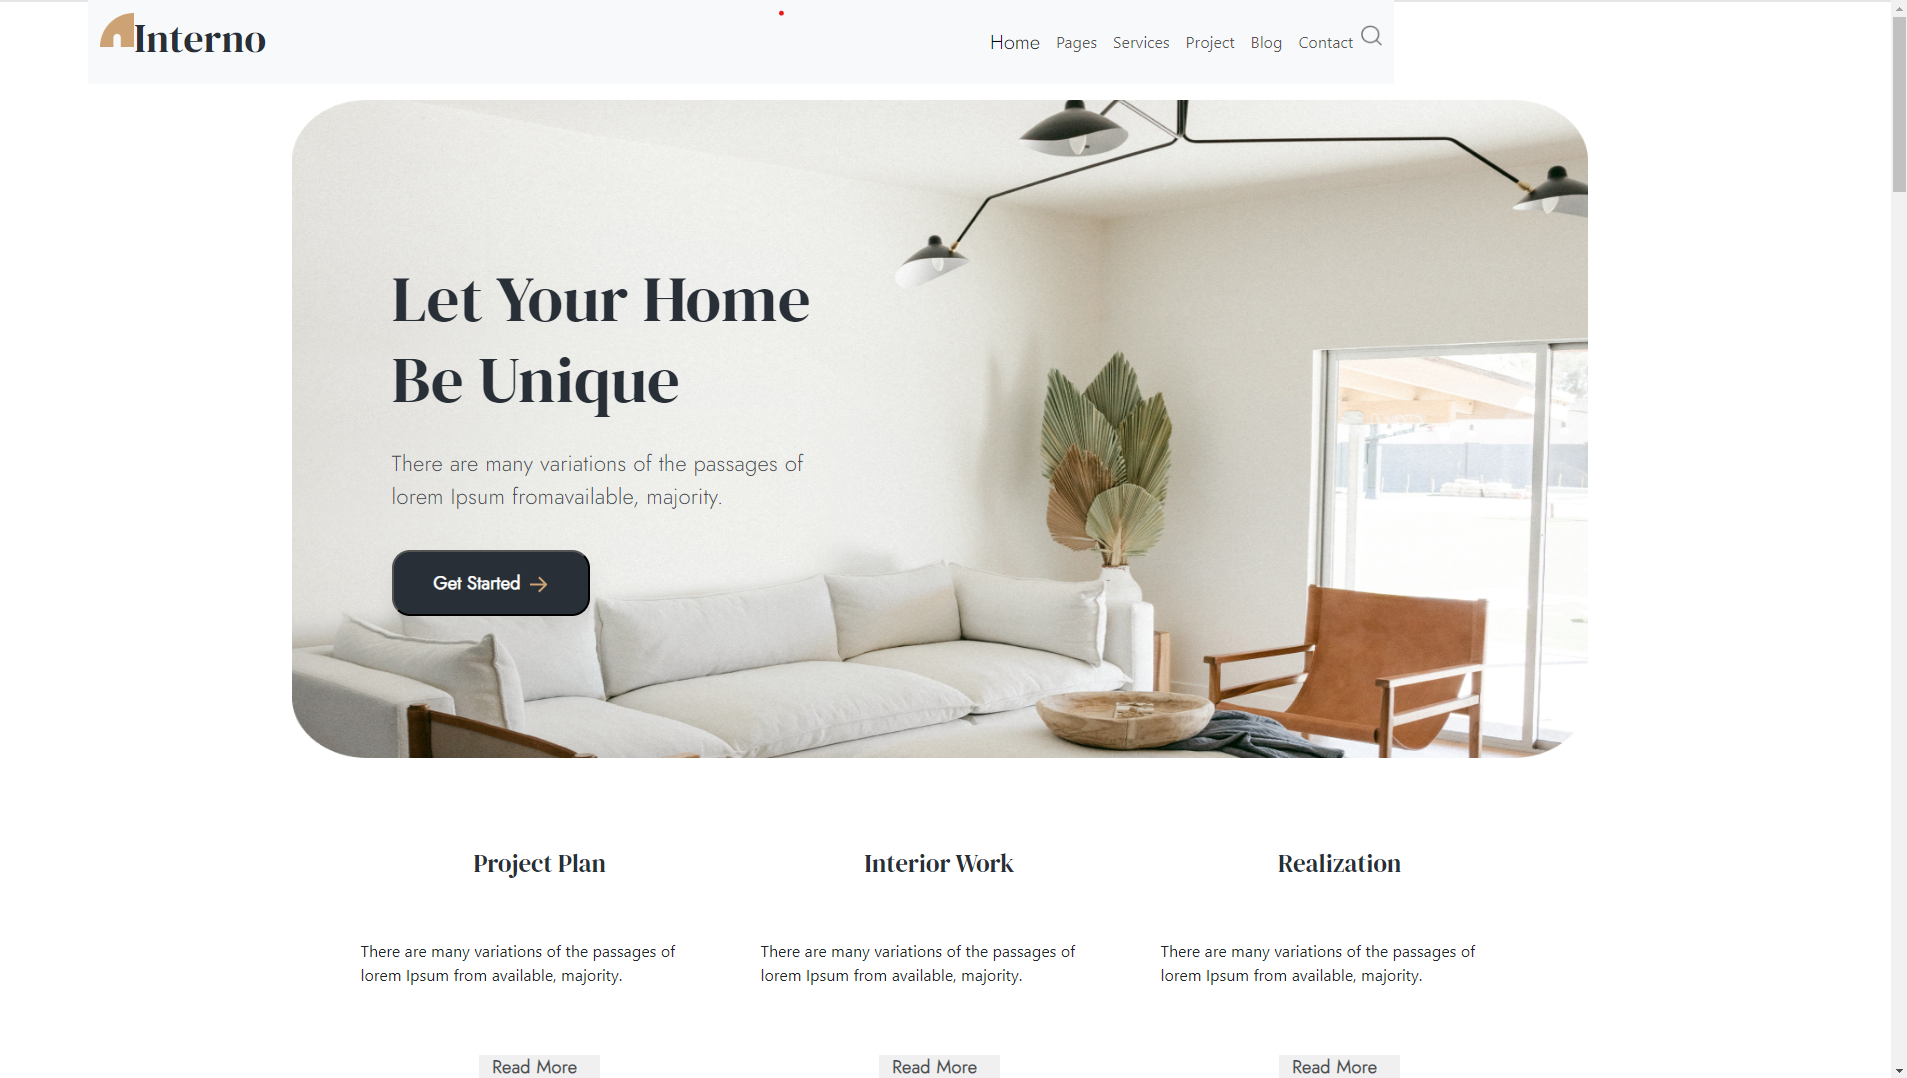 Interno
Home Pages Services Project Blog Contact
Let Your Home
Be Unique
There are many variations of the passages of
lorem Ipsum fromavailable, majority.
Get Started
Project Plan
Interior Work
Realization
There are many variations of the passages of
lorem Ipsum from available, majority.
There are many variations of the passages of
lorem Ipsum from available, majority.
There are many variations of the passages of
lorem Ipsum from available, majority.
Read More
Read More
Read More